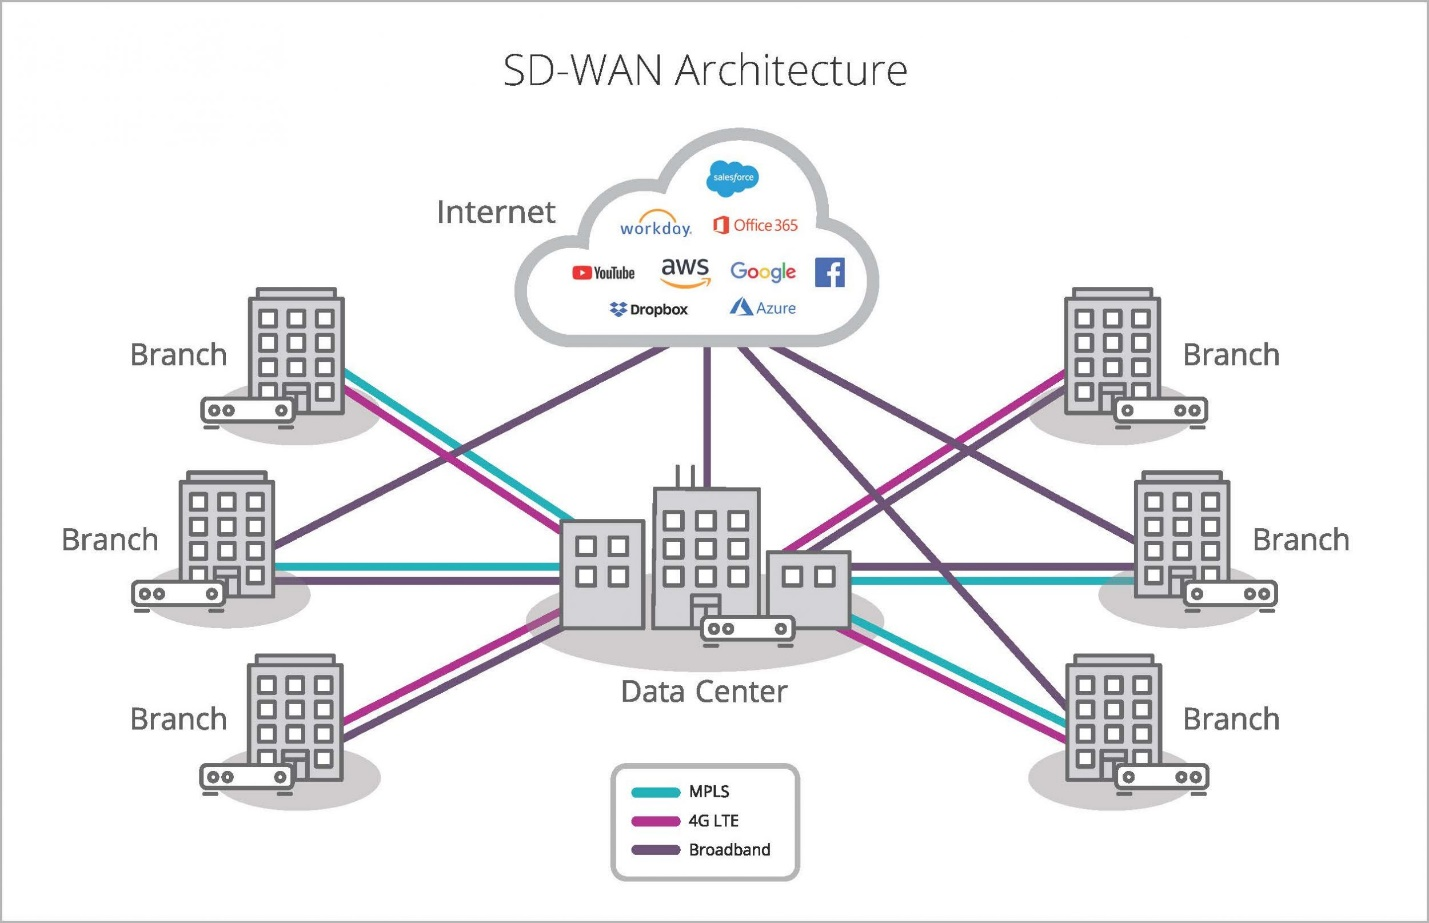 SD-WAN Architecture
Internet
salesforce
workday.
Office 365
YouTube
aws
Google
f
Dropbox
Azure
Branch
Branch
Branch
Branch
Branch
Branch
Data Center
MPLS
4G LTE
Broadband